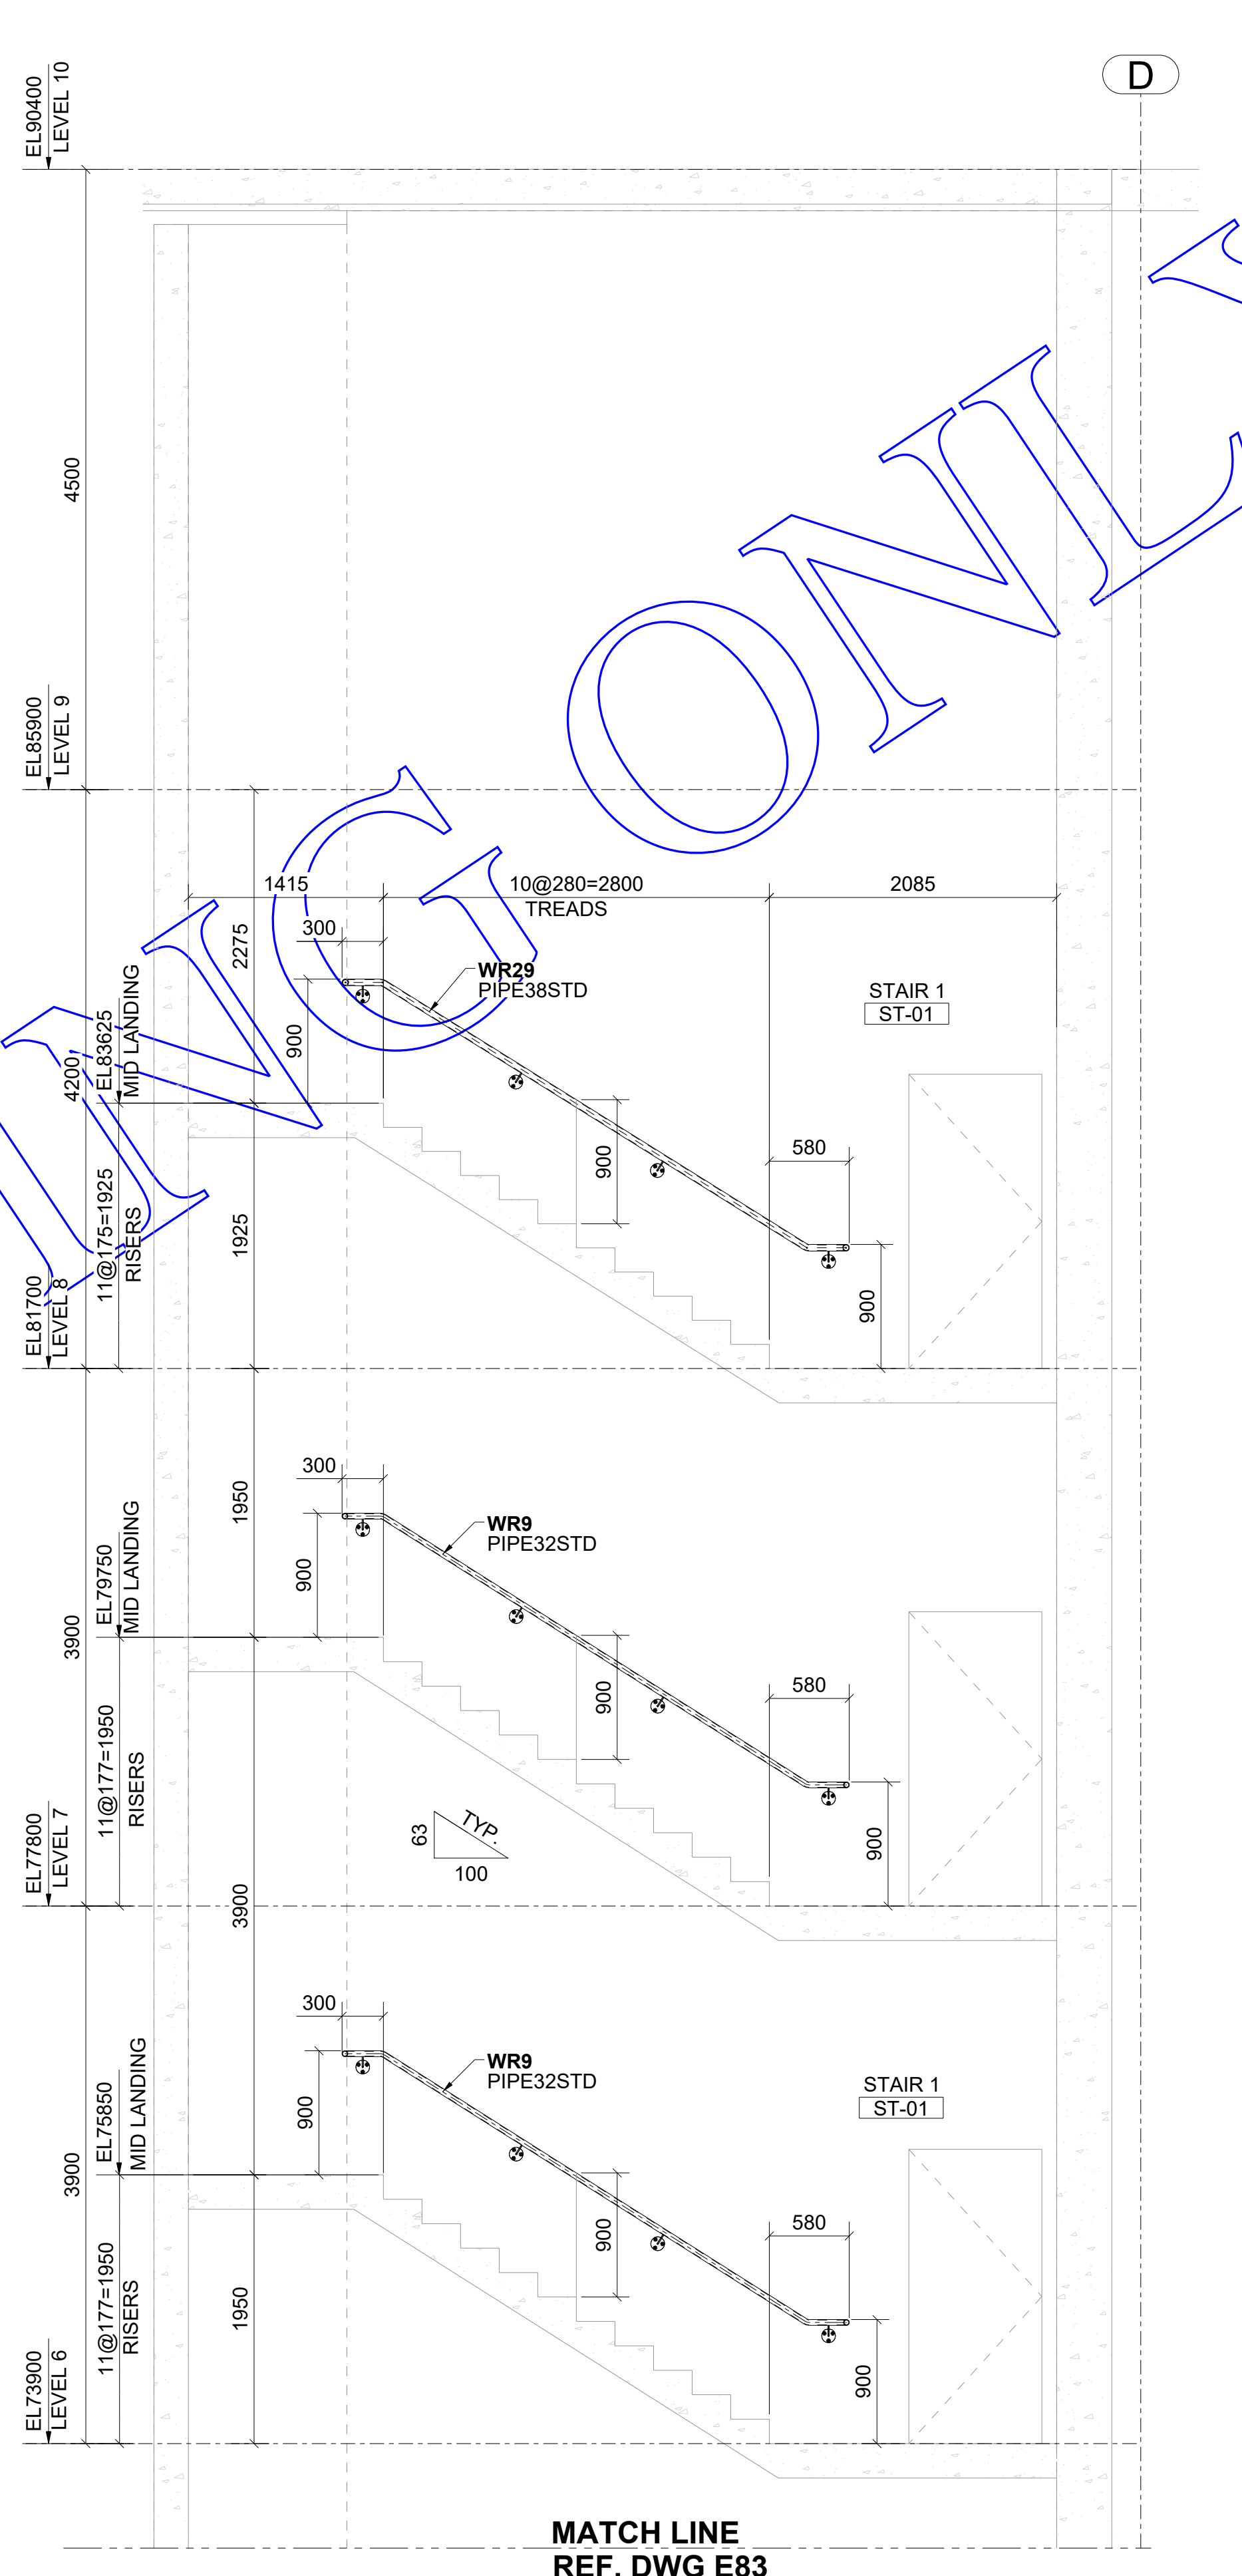 D
EL90400
LEVEL 10
4500
EL85900
LEVEL 9
1415
10@280=2800
TREADS
2085
300
2275
WR29
PIPE38STD
STAIR 1
ST-01
900
EL83625
MID LANDING
4200
900
580
11@175=1925
RISERS
1925
900
EL81700
LEVEL 8
300
1950
WR9
PIPE32STD
EL79750
MID LANDING
900
3900
900
580
11@177=1950
RISERS
900
TYP.
63
100
EL77800
LEVEL 7
3900
300
WR9
PIPE32STD
STAIR 1
ST-01
EL75850
MID LANDING
900
3900
900
580
11@177=1950
RISERS
1950
900
EL73900
LEVEL 6
NG ONLY
MATCH LINE
REF. DWG E83